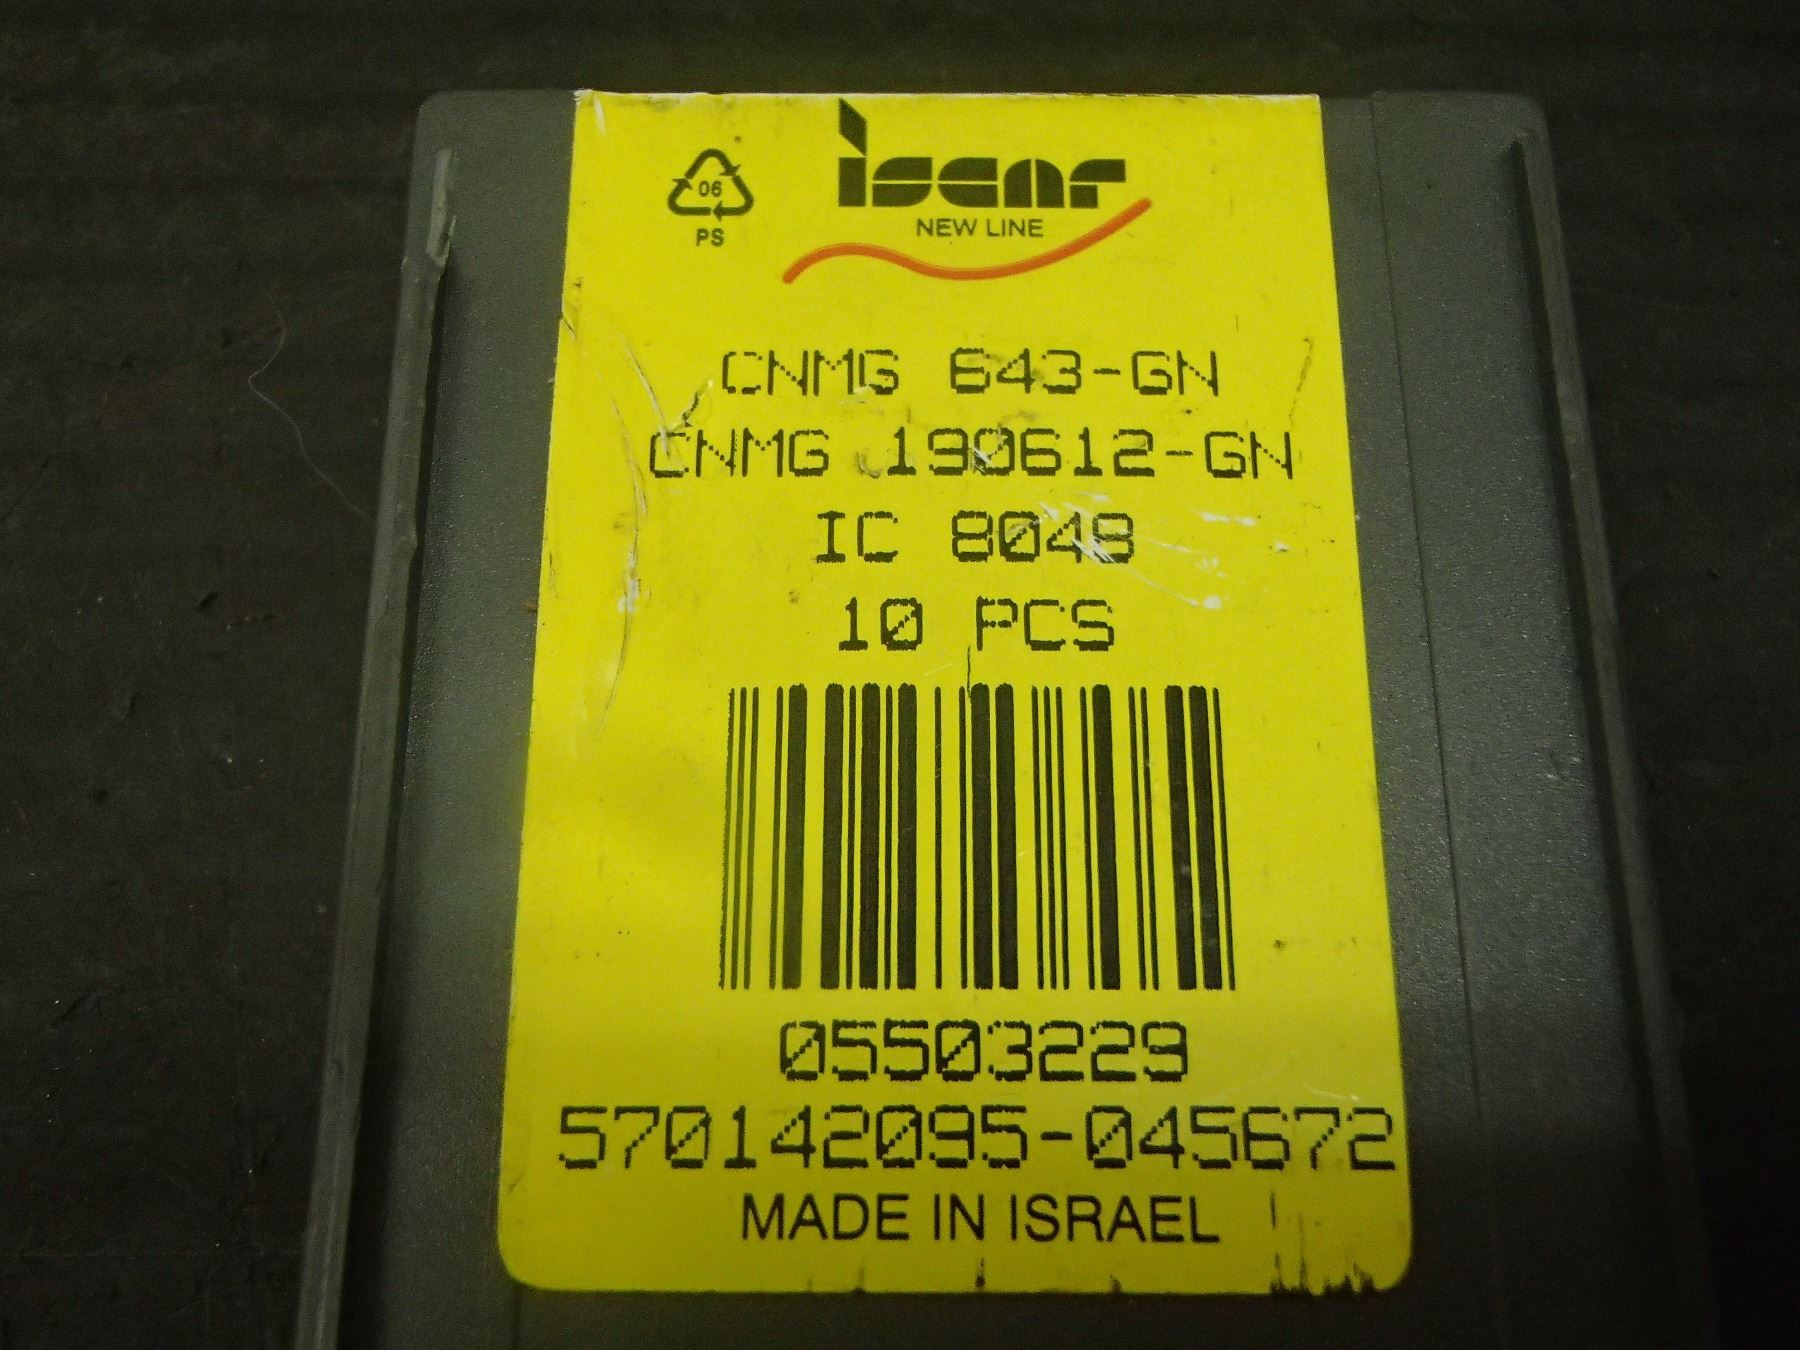 06
PS
iscar
NEW LINE
CNMG 643-GN
CNMG 190612-GN
IC 8048
10 PCS
05503229
570142095-045672
MADE IN ISRAEL